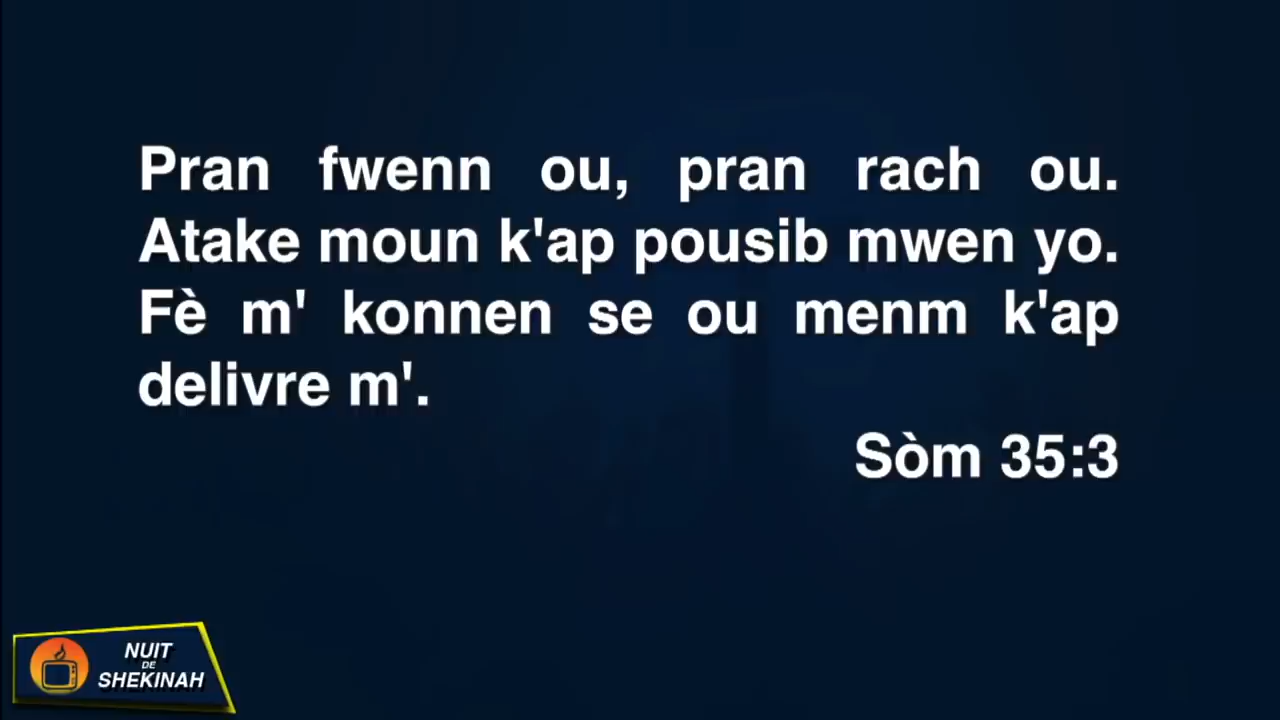 Pran fwenn ou, pran rach ou.
Atake moun k'ap pousib mwen yo.
Fè m' konnen se ou menm k'ap
delivre m'.
Sòm 35:3
NUIT
DE
SHEKINAH